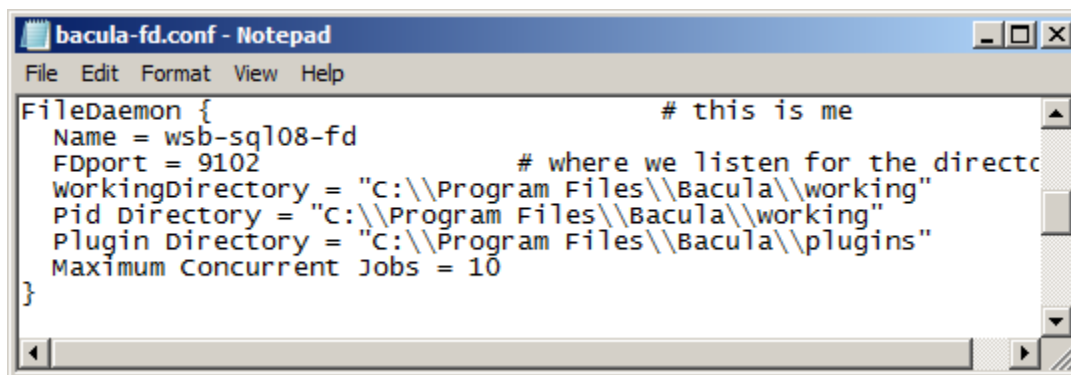 bacula-fd.conf - Notepad
File Edit Format View Help
FileDaemon {                            # this is me
  Name = wsb-sql08-fd
  FDport = 9102                # where we listen for the directo
  WorkingDirectory = "C:\\Program Files\\Bacula\\working"
  Pid Directory = "C:\\Program Files\\Bacula\\working"
  Plugin Directory = "C:\\Program Files\\Bacula\\plugins"
  Maximum Concurrent Jobs = 10
}